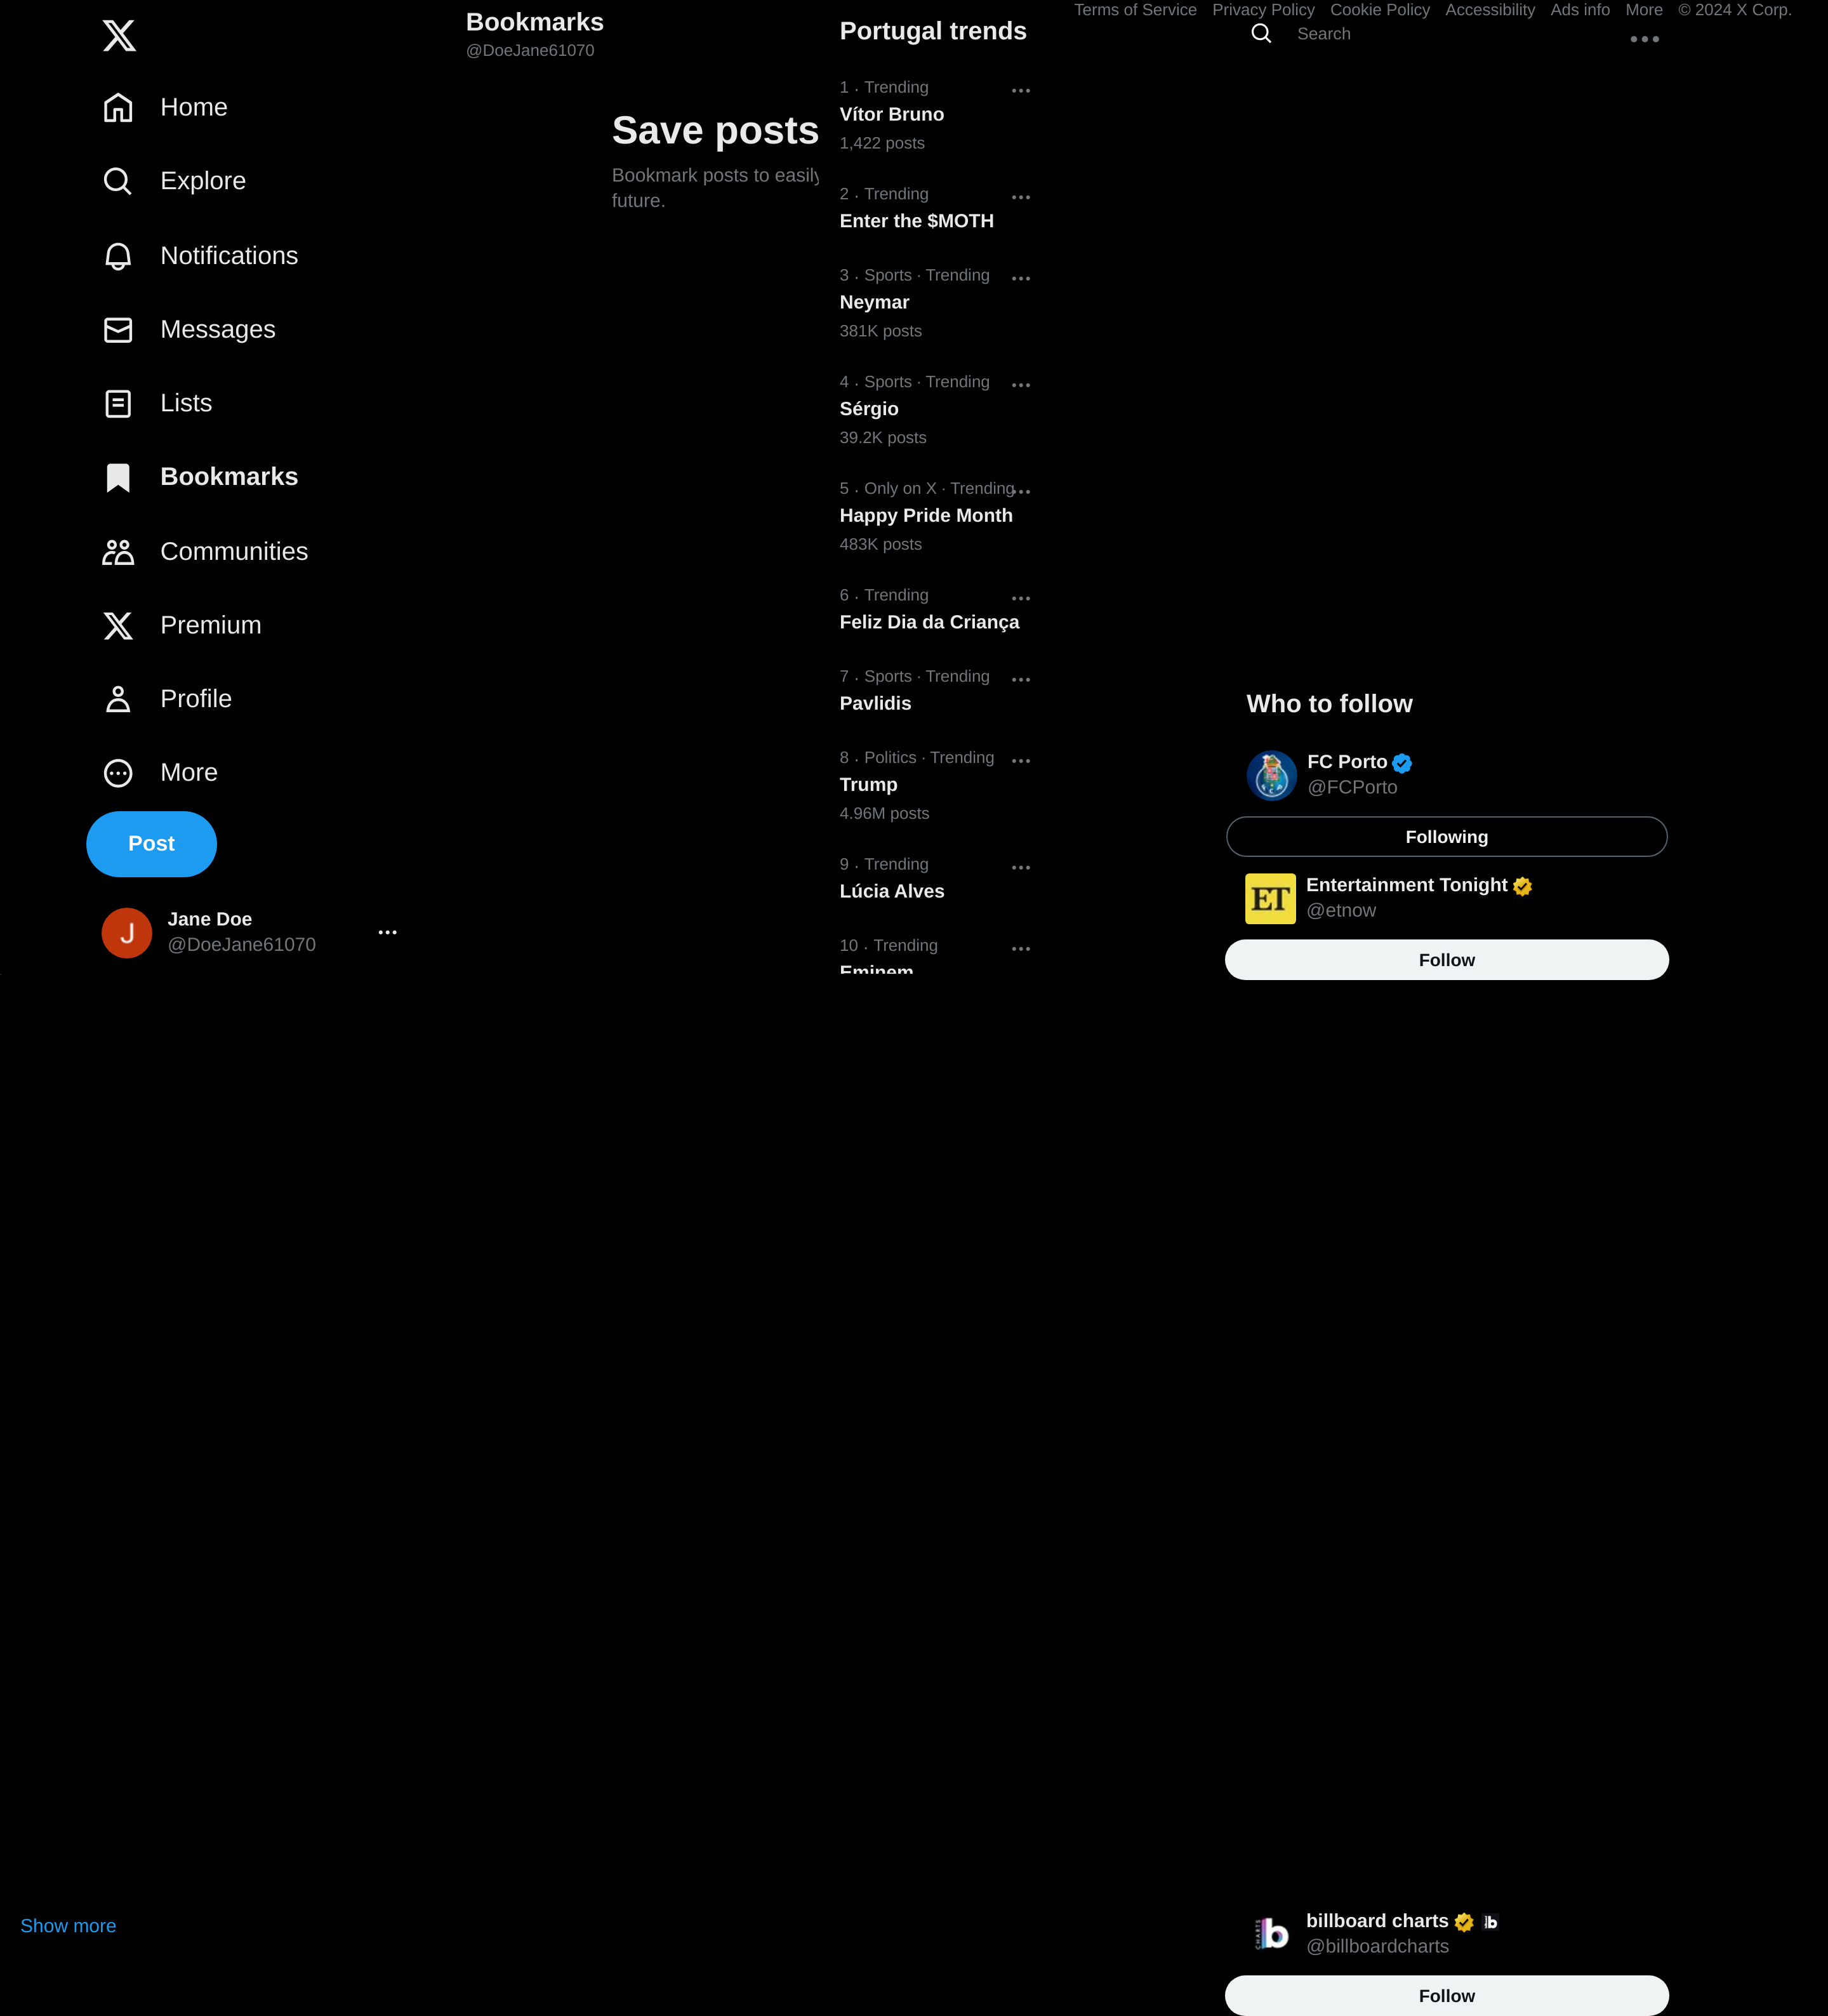 Home
Explore
Notifications
Messages
Lists
Bookmarks
Communities
Premium
Profile
More
Post
J
Jane Doe
@DoeJane61070
Bookmarks
@DoeJane61070
Save posts
Bookmark posts to easily
future.
Portugal trends
1 · Trending
Vítor Bruno
1,422 posts
2 · Trending
Enter the $MOTH
3 · Sports · Trending
Neymar
381K posts
4 · Sports · Trending
Sérgio
39.2K posts
5 · Only on X · Trending
Happy Pride Month
483K posts
6 · Trending
Feliz Dia da Criança
7 · Sports · Trending
Pavlidis
8 · Politics · Trending
Trump
4.96M posts
9 · Trending
Lúcia Alves
10 · Trending
Eminem
Terms of Service Privacy Policy Cookie Policy Accessibility Ads info More © 2024 X Corp.
Search
Who to follow
FC Porto
@FCPorto
Following
ET
Entertainment Tonight
@etnow
Follow
Show more
CHARTS b
billboard charts b
@billboardcharts
Follow